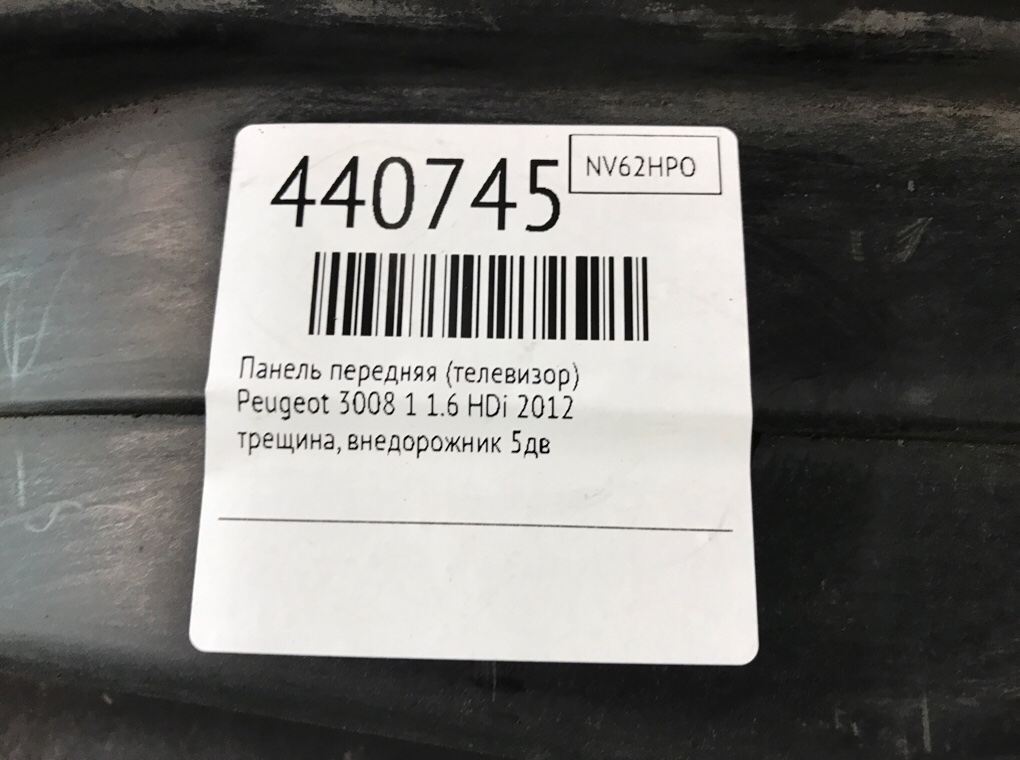 440745
NV62HPO
Панель передняя (телевизор)
Peugeot 3008 1 1.6 HDi 2012
трещина, внедорожник 5дв